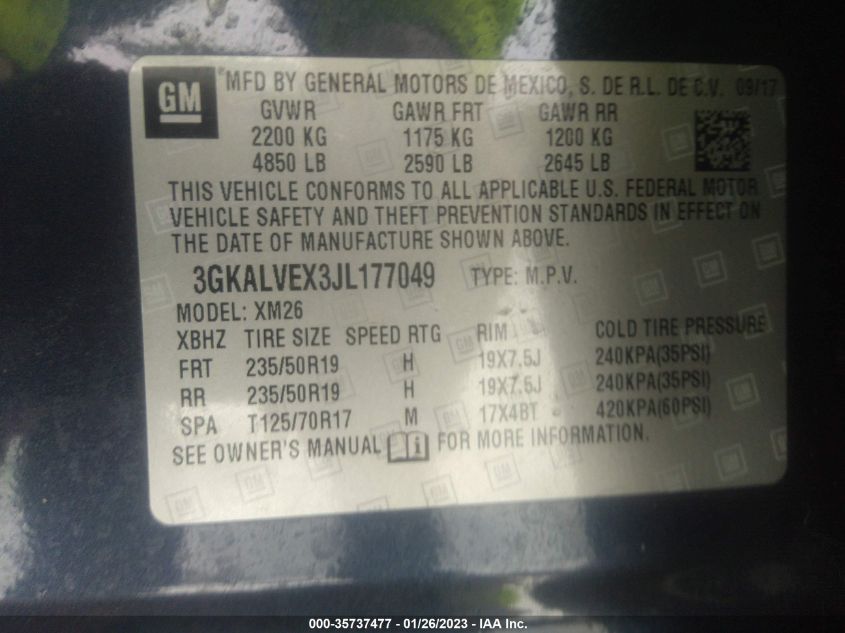 GM
MFD BY GENERAL MOTORS DE MEXICO, S. DE R.L. DE C.V. 09/17
GVWR GAWR FRT GAWR RR
2200 KG 1175 KG 1200 KG
4850 LB 2590 LB 2645 LB
THIS VEHICLE CONFORMS TO ALL APPLICABLE U.S. FEDERAL MOTOR
VEHICLE SAFETY AND THEFT PREVENTION STANDARDS IN EFFECT ON
THE DATE OF MANUFACTURE SHOWN ABOVE.
3GKALVEX3JL177049 TYPE: M.P.V.
MODEL: XM26
XBHZ TIRE SIZE SPEED RTG RIM COLD TIRE PRESSURE
FRT 235/50R19 H 19X7.5J 240KPA(35PSI)
RR 235/50R19 H 19X7.5J 240KPA(35PSI)
SPA T125/70R17 M 17X4BT 420KPA(60PSI)
SEE OWNER'S MANUAL i FOR MORE INFORMATION.
000-35737477 - 01/26/2023 - IAA Inc.